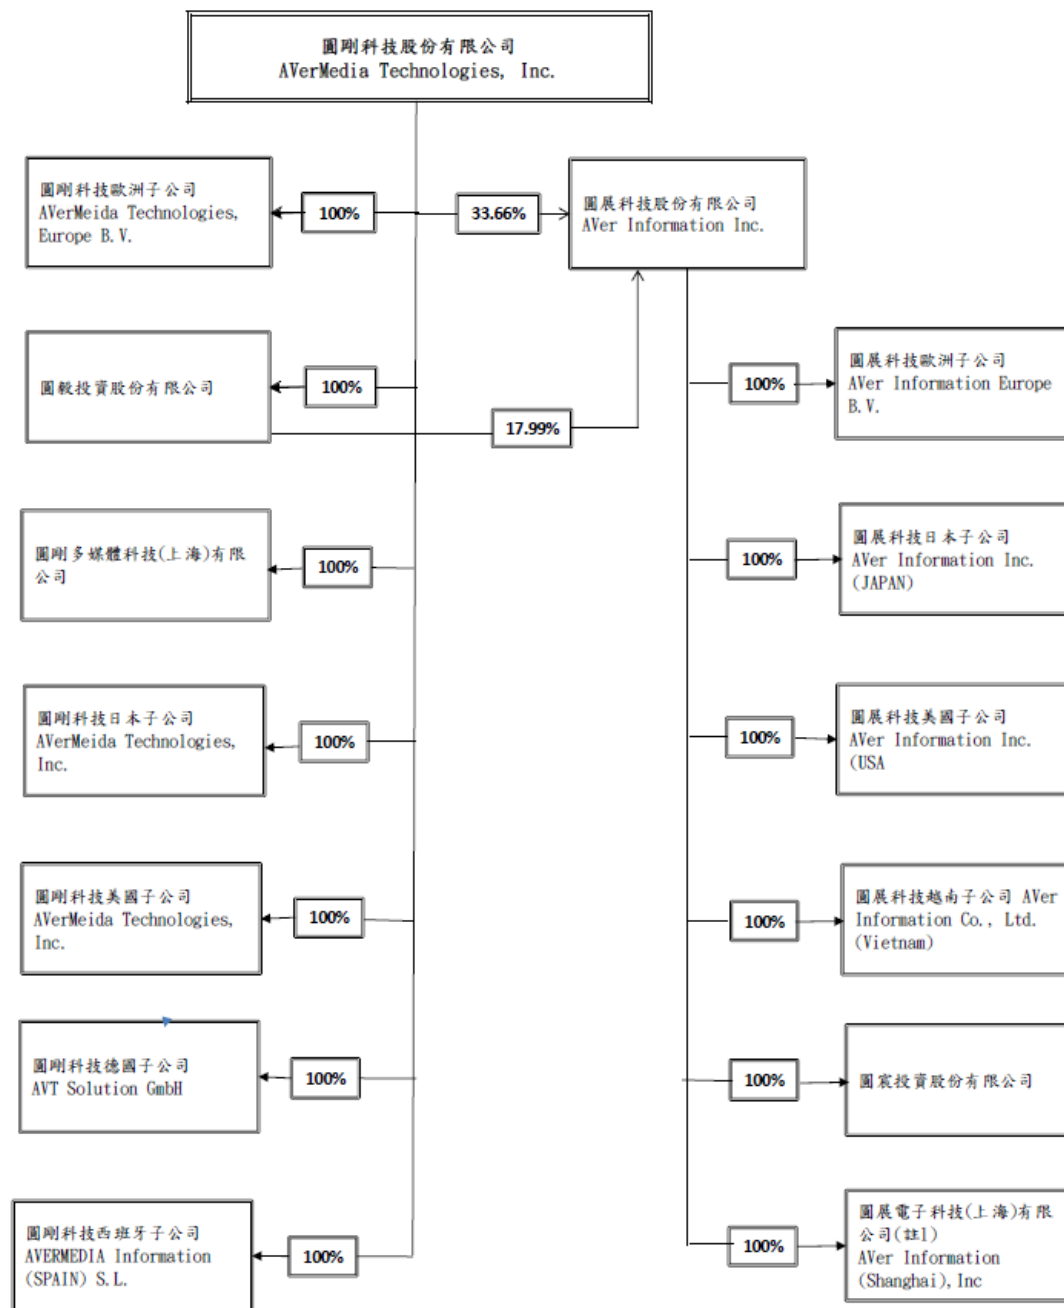 圓剛科技股份有限公司
AVerMedia Technologies, Inc.
圓剛科技歐洲子公司
AVerMeida Technologies,
Europe B.V.
100%
33.66%
圓展科技股份有限公司
AVer Information Inc.
圓毅投資股份有限公司
100%
17.99%
100%
圓展科技歐洲子公司
AVer Information Europe
B.V.
圓剛多媒體科技(上海)有限
公司
100%
100%
圓展科技日本子公司
AVer Information Inc.
(JAPAN)
圓剛科技日本子公司
AVerMeida Technologies,
Inc.
100%
100%
圓展科技美國子公司
AVer Information Inc.
(USA
圓剛科技美國子公司
AVerMeida Technologies,
Inc.
100%
100%
圓展科技越南子公司 AVer
Information Co., Ltd.
(Vietnam)
圓剛科技德國子公司
AVT Solution GmbH
100%
100%
圓宸投資股份有限公司
圓剛科技西班牙子公司
AVERMEDIA Information
(SPAIN) S.L.
100%
100%
圓展電子科技(上海)有限
公司(註1)
AVer Information
(Shanghai),Inc